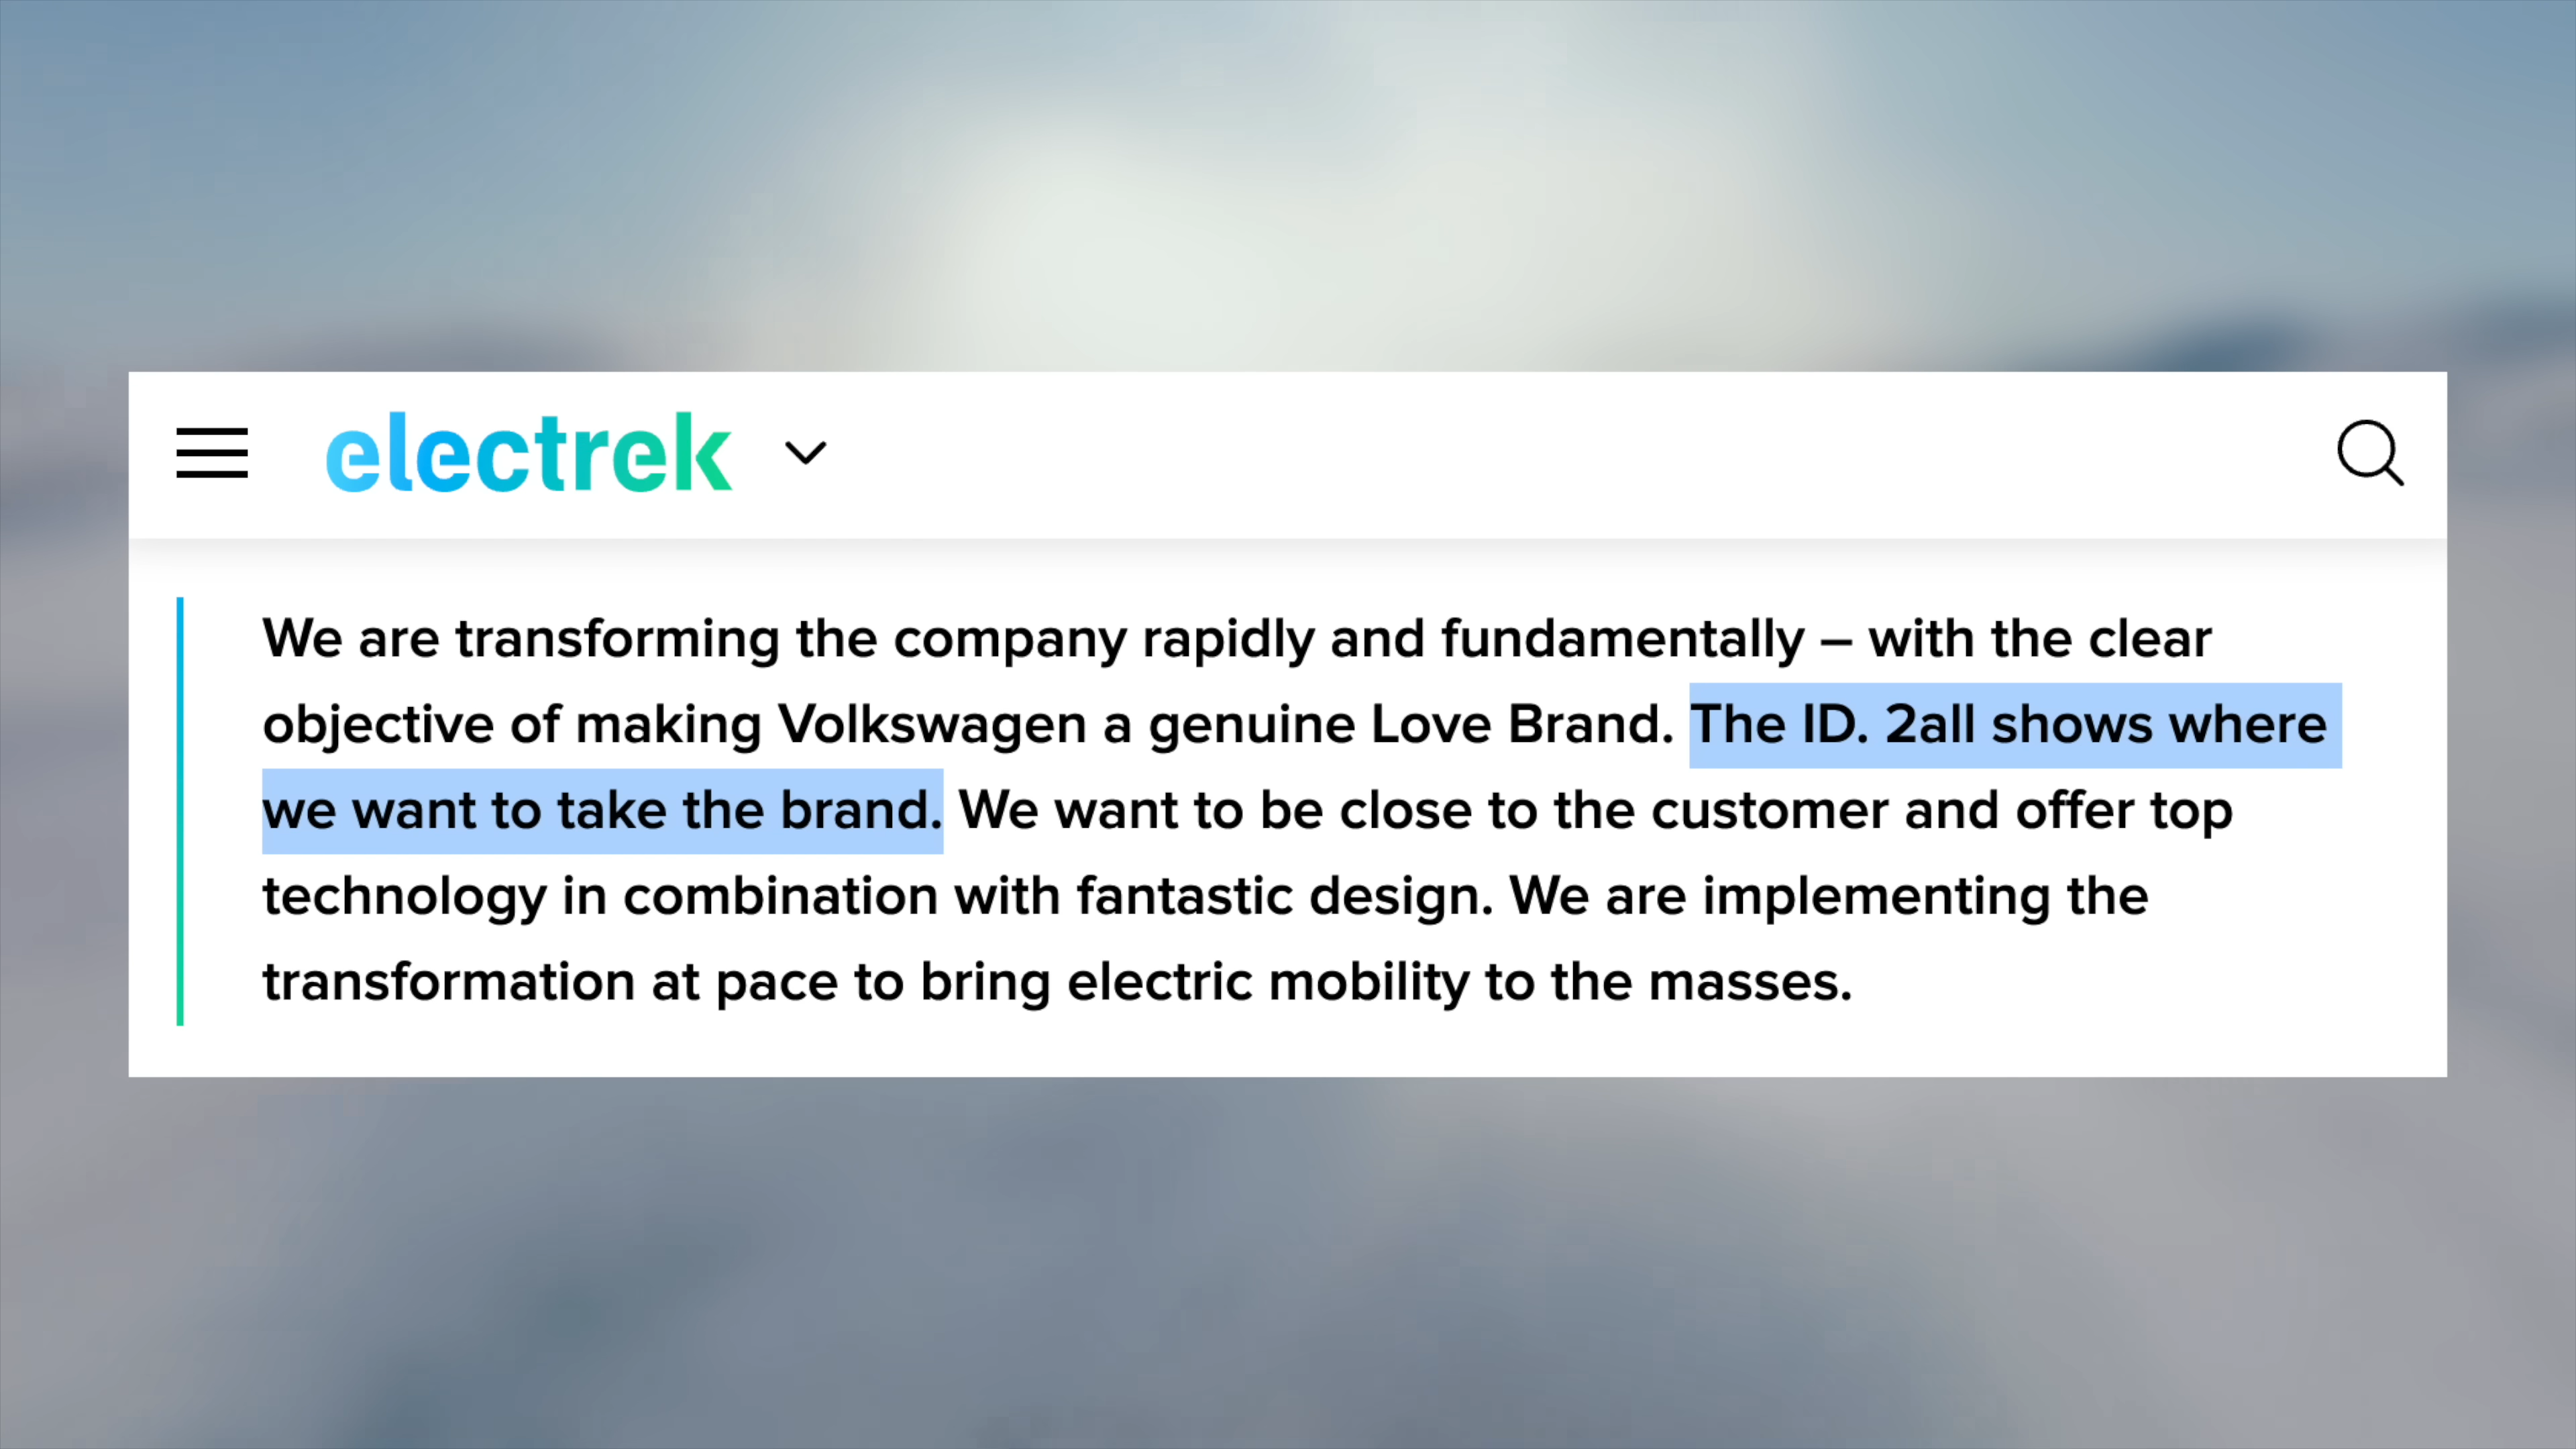 electrek
We are transforming the company rapidly and fundamentally – with the clear
objective of making Volkswagen a genuine Love Brand. The ID. 2all shows where
we want to take the brand. We want to be close to the customer and offer top
technology in combination with fantastic design. We are implementing the
transformation at pace to bring electric mobility to the masses.